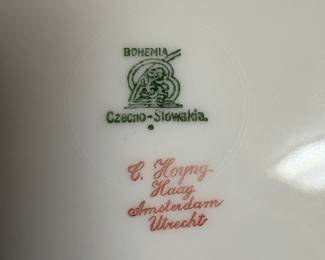 BOHEMIA
Czecho-Slowakia.
C. Hoyng-
Haag
Amsterdam
Utrecht